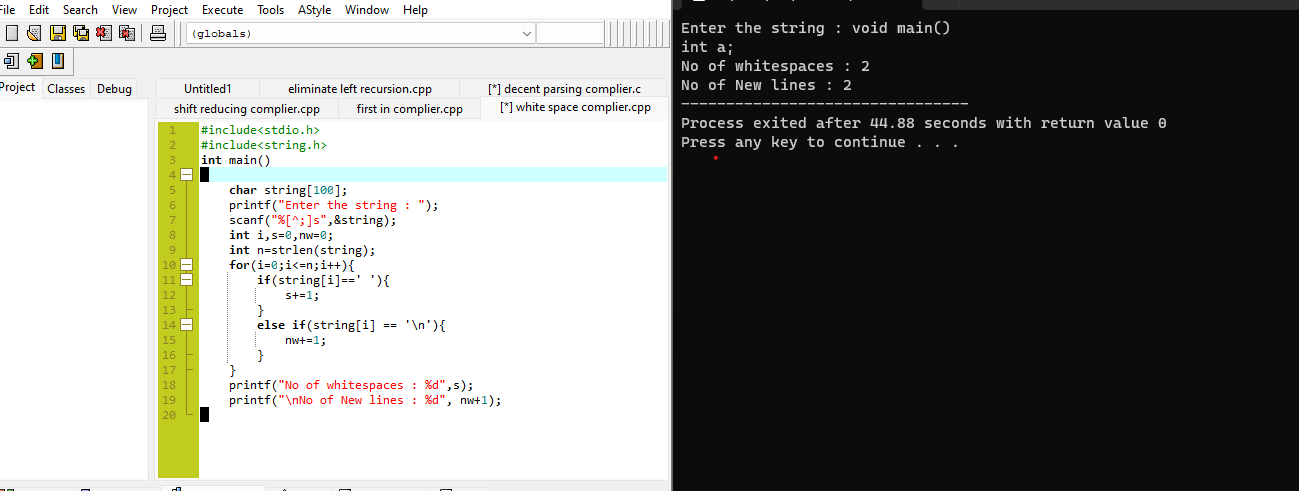 File Edit Search View Project Execute Tools AStyle Window Help
(globals)
Project Classes Debug
Untitled1 eliminate left recursion.cpp [*] decent parsing complier.c
shift reducing complier.cpp first in complier.cpp [*] white space complier.cpp
1 #include<stdio.h>
2 #include<string.h>
3 int main()
4
5 char string[100];
6 printf("Enter the string : ");
7 scanf("%[^;]s",&string);
8 int i,s=0,nw=0;
9 int n=strlen(string);
10 for(i=0;i<=n;i++){
11 if(string[i]==' '){
12 s+=1;
13 }
14 else if(string[i] == '\n'){
15 nw+=1;
16 }
17 }
18 printf("No of whitespaces : %d",s);
19 printf("\nNo of New lines : %d", nw+1);
20
Enter the string : void main()
int a;
No of whitespaces : 2
No of New lines : 2
--------------------------------
Process exited after 44.88 seconds with return value 0
Press any key to continue . . .